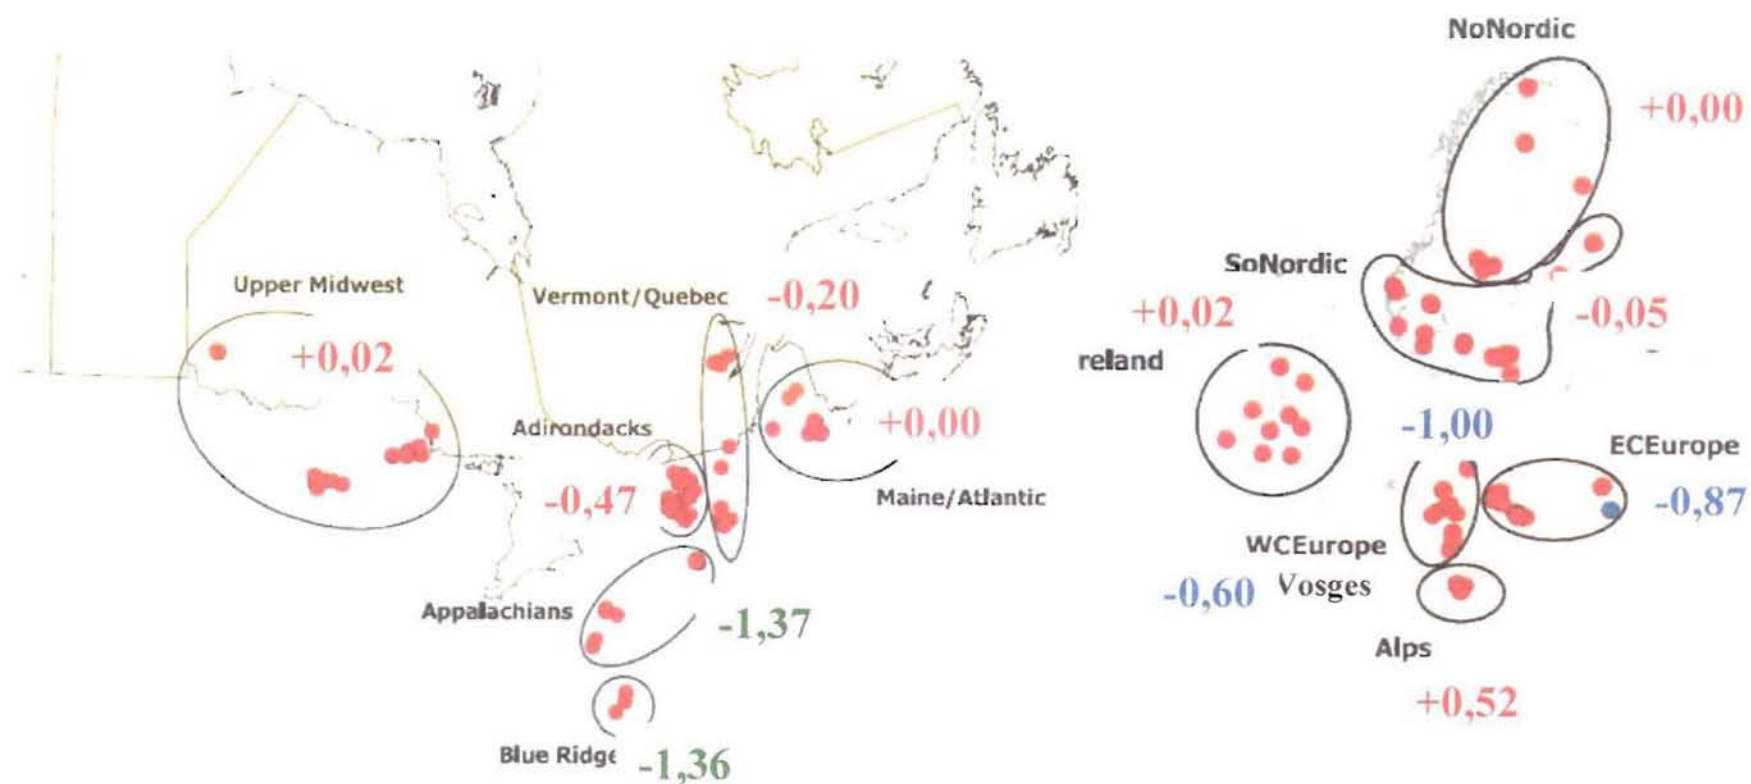 NoNordic
+0,00
SoNordic
Upper Midwest
Vermont/Quebec
-0,20
+0,02
-0,05
+0,02
reland
Adirondacks
+0,00
-1,00
ECEurope
-0,47
Maine/Atlantic
-0,87
WCEurope
-0,60 Vosges
Appalachians
-1,37
Alps
+0,52
Blue Ridge
-1,36